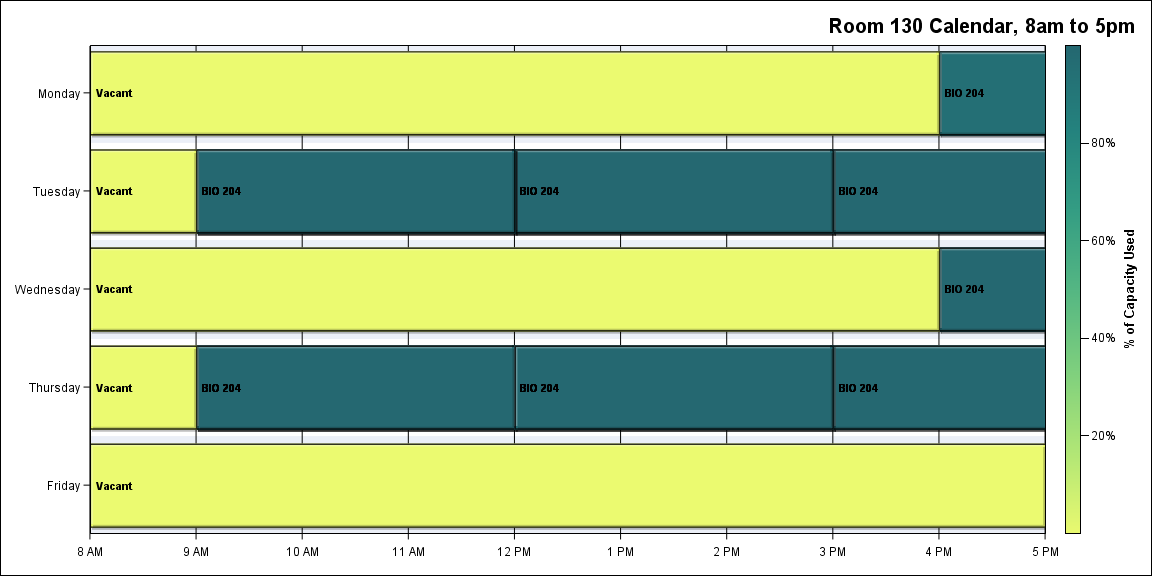 Room 130 Calendar, 8am to 5pm
Monday
Vacant
BIO 204
Tuesday
Vacant
BIO 204
BIO 204
BIO 204
Wednesday
Vacant
BIO 204
Thursday
Vacant
BIO 204
BIO 204
BIO 204
Friday
Vacant
8 AM
9 AM
10 AM
11 AM
12 PM
1 PM
2 PM
3 PM
4 PM
5 PM
80%
60%
40%
20%
% of Capacity Used